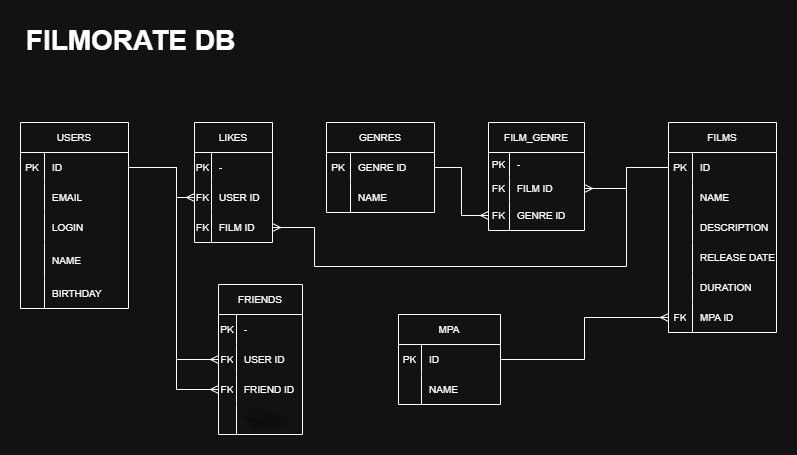 FILMORATE DB
USERS
PK ID
EMAIL
LOGIN
NAME
BIRTHDAY
LIKES
PK -
FK USER ID
FK FILM ID
GENRES
PK GENRE ID
NAME
FILM_GENRE
PK -
FK FILM ID
FK GENRE ID
FILMS
PK ID
NAME
DESCRIPTION
RELEASE DATE
DURATION
FK MPA ID
FRIENDS
PK -
FK USER ID
FK FRIEND ID
MPA
PK ID
NAME